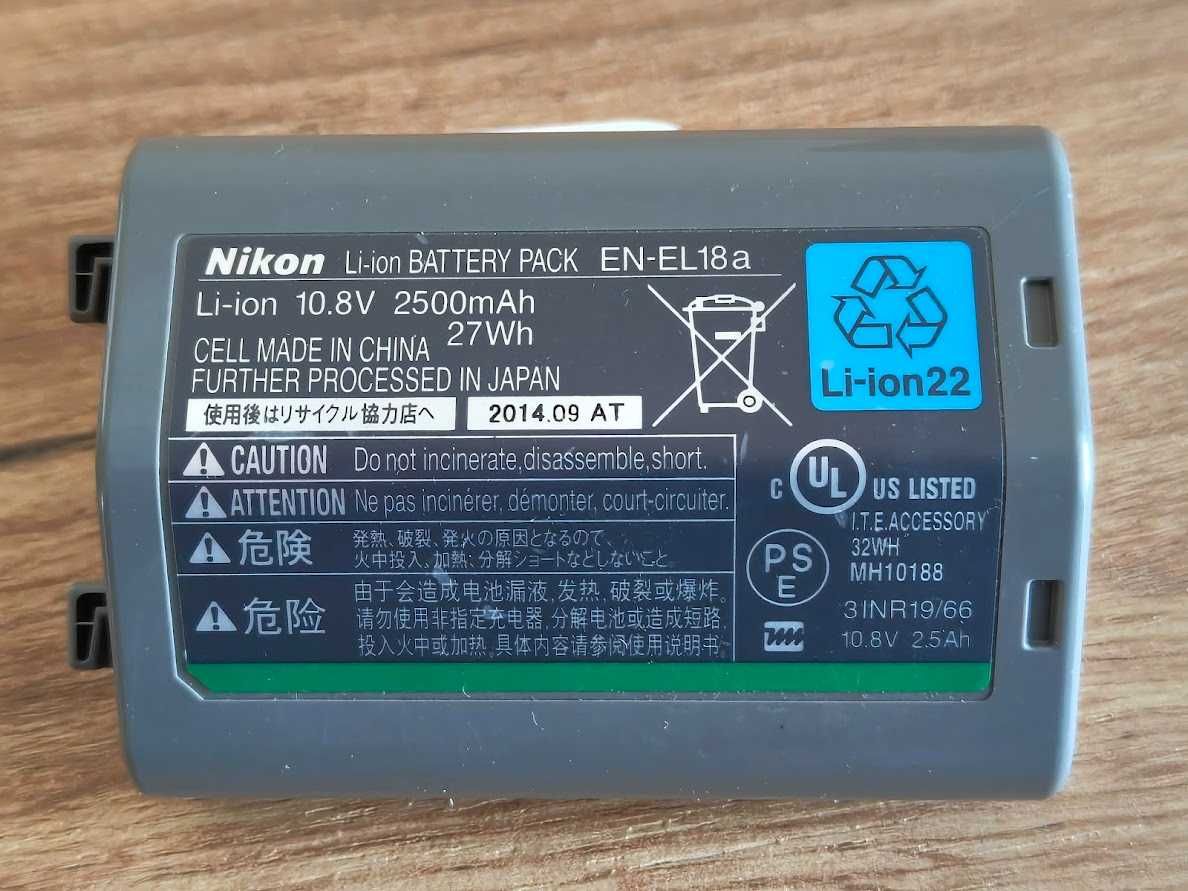 Nikon Li-ion BATTERY PACK EN-EL18a
Li-ion 10.8V 2500mAh
27Wh
CELL MADE IN CHINA
FURTHER PROCESSED IN JAPAN
使用後はリサイクル協力店へ
2014.09 AT
Li-ion22
CAUTION Do not incinerate,disassemble,short.
ATTENTION Ne pas incinérer, démonter, court-circuiter.
危険 発熱、破裂、発火の原因となるので、
火中投入、加熱、分解ショートなどしないこと
危险 由于会造成电池漏液,发热,破裂或爆炸。
请勿使用非指定充电器,分解电池或造成短路,
投入火中或加热,具体内容请参阅使用说明书.
C UL US LISTED
I.T.E.ACCESSORY
32WH
MH10188
PS
E
3INR19/66
10.8V 2.5Ah